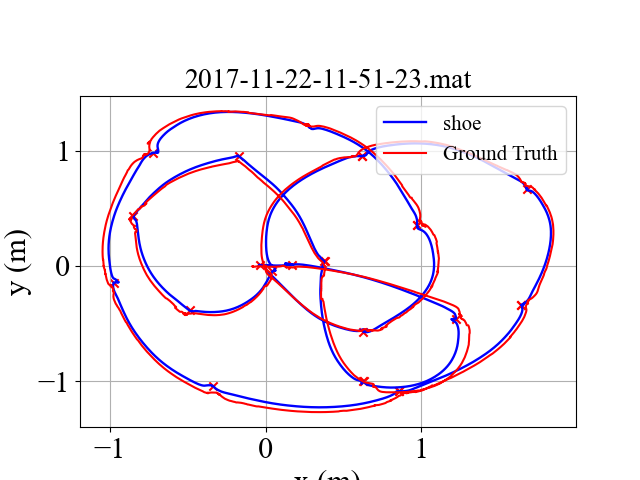 2017-11-22-11-51-23.mat
shoe
Ground Truth
y (m)
1
0
−1
−1
0
1
x (m)